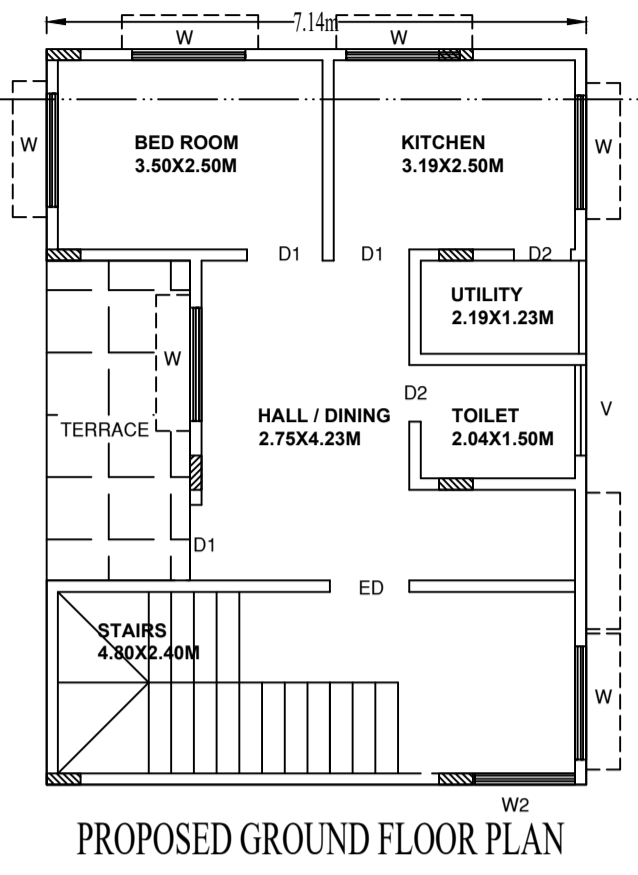 7.14m
W
W
W
BED ROOM
3.50X2.50M
KITCHEN
3.19X2.50M
W
D1
D1
D2
UTILITY
2.19X1.23M
W
D2
HALL / DINING
2.75X4.23M
TOILET
2.04X1.50M
V
TERRACE
D1
ED
STAIRS
4.80X2.40M
W
W2
PROPOSED GROUND FLOOR PLAN